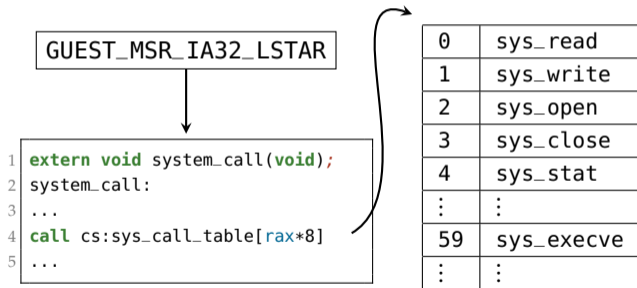 GUEST_MSR_IA32_LSTAR
1 extern void system_call(void);
2 system_call:
3 ...
4 call cs:sys_call_table[rax*8]
5 ...
0 sys_read
1 sys_write
2 sys_open
3 sys_close
4 sys_stat
⋮ ⋮
59 sys_execve
⋮ ⋮